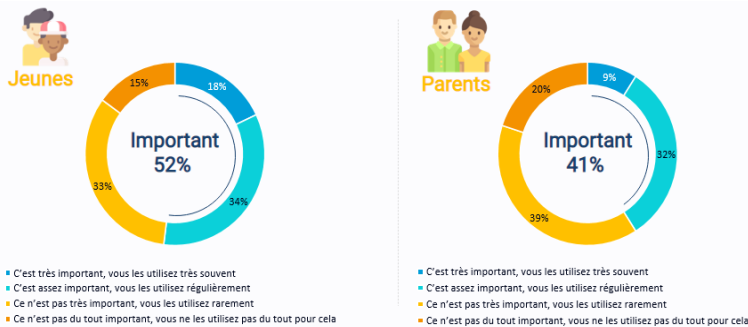 Jeunes
15%
18%
Important
52%
33%
34%
C'est très important, vous les utilisez très souvent
C'est assez important, vous les utilisez régulièrement
Ce n'est pas très important, vous les utilisez rarement
Ce n'est pas du tout important, vous ne les utilisez pas du tout pour cela
Parents
20%
9%
Important
41%
32%
39%
C'est très important, vous les utilisez très souvent
C'est assez important, vous les utilisez régulièrement
Ce n'est pas très important, vous les utilisez rarement
Ce n'est pas du tout important, vous ne les utilisez pas du tout pour cela